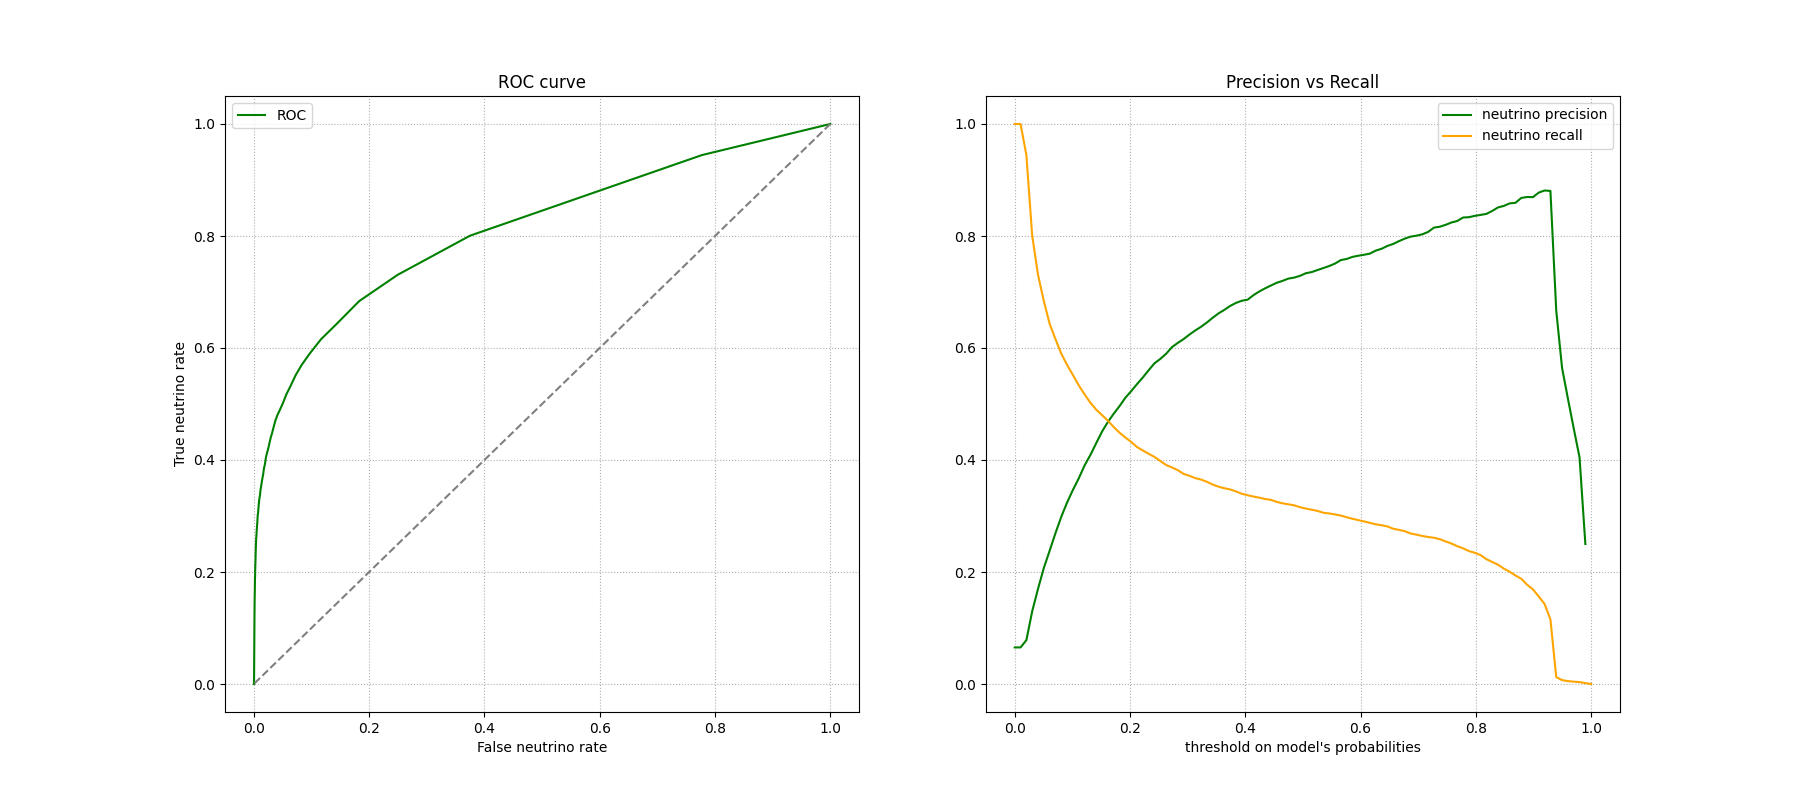 ROC curve
ROC
1.0
0.8
0.6
0.4
0.2
0.0
True neutrino rate
0.0 0.2 0.4 0.6 0.8 1.0
False neutrino rate
Precision vs Recall
neutrino precision
neutrino recall
1.0
0.8
0.6
0.4
0.2
0.0
0.0 0.2 0.4 0.6 0.8 1.0
threshold on model's probabilities